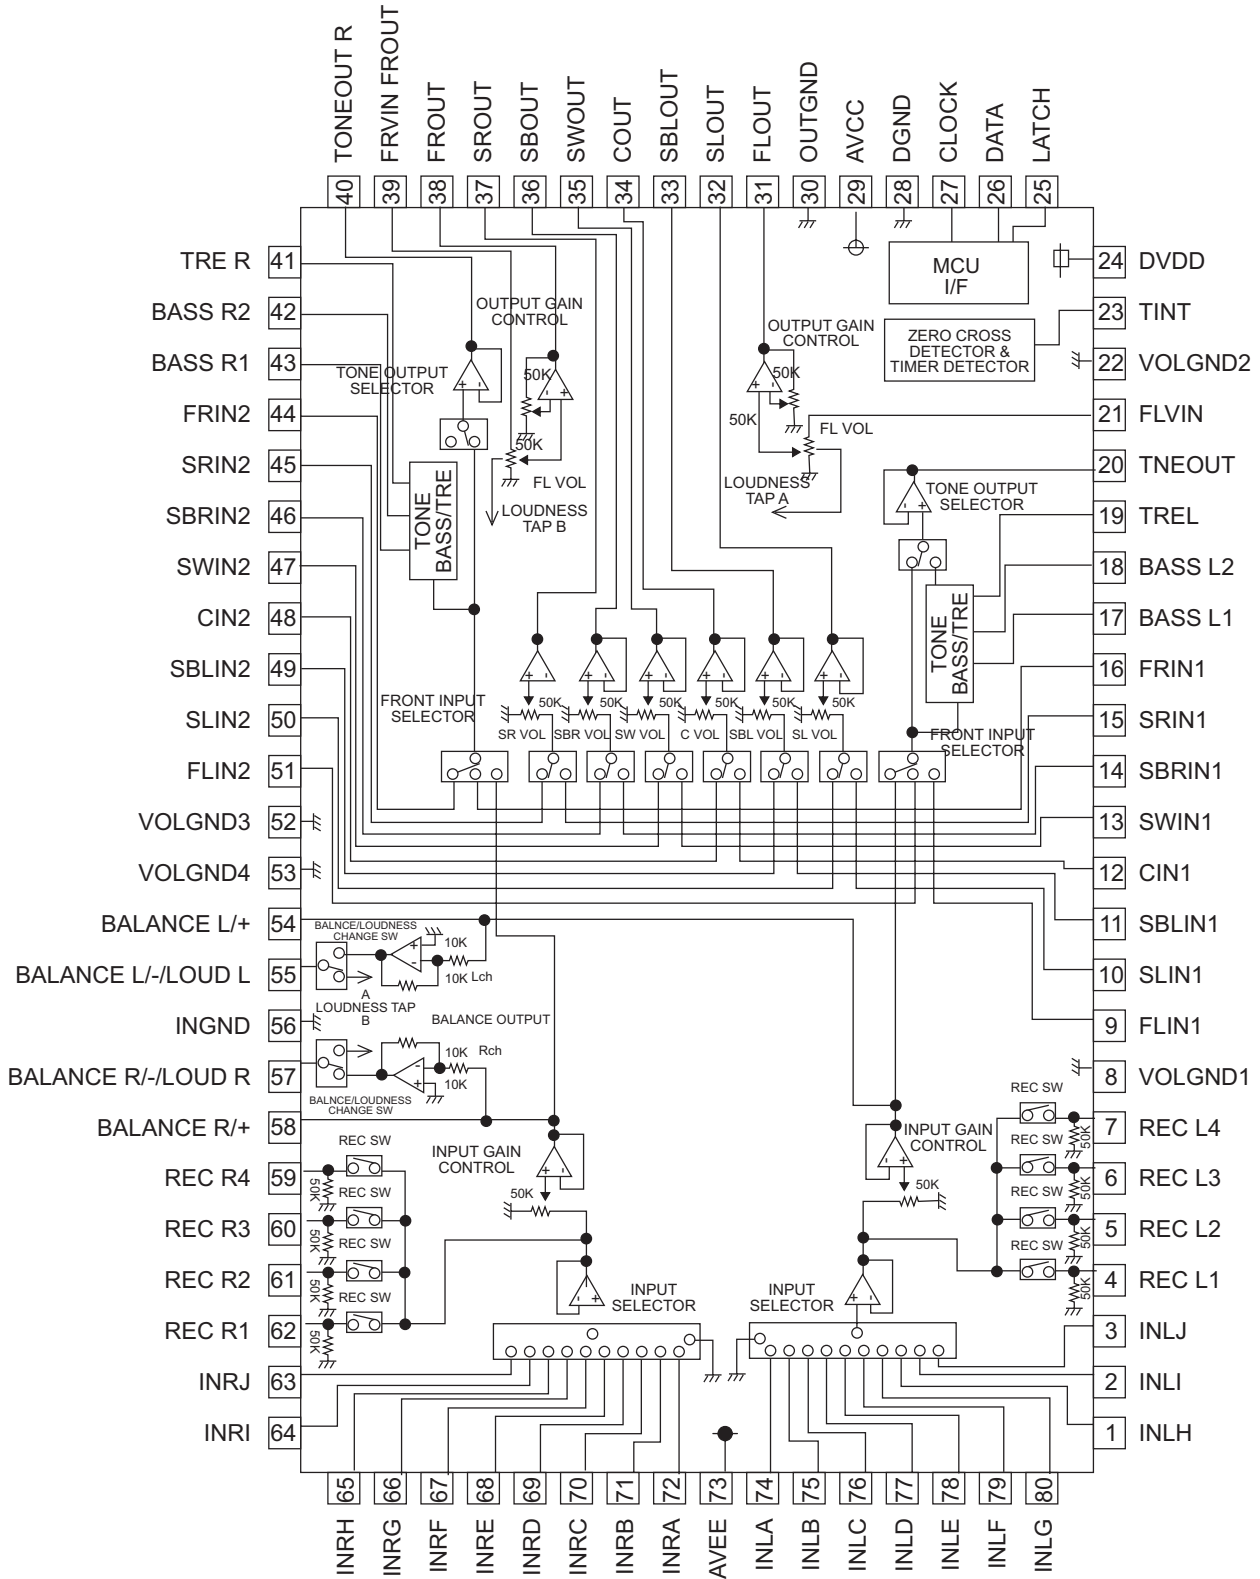 TONEOUT R
FRVIN FROUT
FROUT
SROUT
SBOUT
SWOUT
COUT
SBLOUT
SLOUT
FLOUT
OUTGND
AVCC
DGND
CLOCK
DATA
LATCH
40
39
38
37
36
35
34
33
32
31
30
29
28
27
26
25
TRE R 41
BASS R2 42
BASS R1 43
FRIN2 44
SRIN2 45
SBRIN2 46
SWIN2 47
CIN2 48
SBLIN2 49
SLIN2 50
FLIN2 51
VOLGND3 52
VOLGND4 53
BALANCE L/+ 54
BALANCE L/-/LOUD L 55
INGND 56
BALANCE R/-/LOUD R 57
BALANCE R/+ 58
REC R4 59
REC R3 60
REC R2 61
REC R1 62
INRJ 63
INRI 64
MCU
I/F
ZERO CROSS
DETECTOR &
TIMER DETECTOR
OUTPUT GAIN
CONTROL
OUTPUT GAIN
CONTROL
TONE OUTPUT
SELECTOR
50K
50K
FL VOL
LOUDNESS
TAP B
50K
50K
FL VOL
LOUDNESS
TAP A
TONE OUTPUT
SELECTOR
TONE
BASS/TRE
TONE
BASS/TRE
FRONT INPUT
SELECTOR
50K
50K
50K
50K
50K
50K
SR VOL
SBR VOL
SW VOL
C VOL
SBL VOL
SL VOL
FRONT INPUT
SELECTOR
BALNCE/LOUDNESS
CHANGE SW
10K
10K
Lch
A
LOUDNESS TAP
B
BALANCE OUTPUT
10K
Rch
10K
BALNCE/LOUDNESS
CHANGE SW
INPUT GAIN
CONTROL
50K
INPUT GAIN
CONTROL
50K
REC SW
50K
REC SW
50K
REC SW
50K
REC SW
50K
REC SW
50K
REC SW
50K
REC SW
50K
REC SW
50K
INPUT
SELECTOR
INPUT
SELECTOR
24 DVDD
23 TINT
22 VOLGND2
21 FLVIN
20 TNEOUT
19 TREL
18 BASS L2
17 BASS L1
16 FRIN1
15 SRIN1
14 SBRIN1
13 SWIN1
12 CIN1
11 SBLIN1
10 SLIN1
9 FLIN1
8 VOLGND1
7 REC L4
6 REC L3
5 REC L2
4 REC L1
3 INLJ
2 INLI
1 INLH
65
66
67
68
69
70
71
72
73
74
75
76
77
78
79
80
INRH
INRG
INRF
INRE
INRD
INRC
INRB
INRA
AVEE
INLA
INLB
INLC
INLD
INLE
INLF
INLG